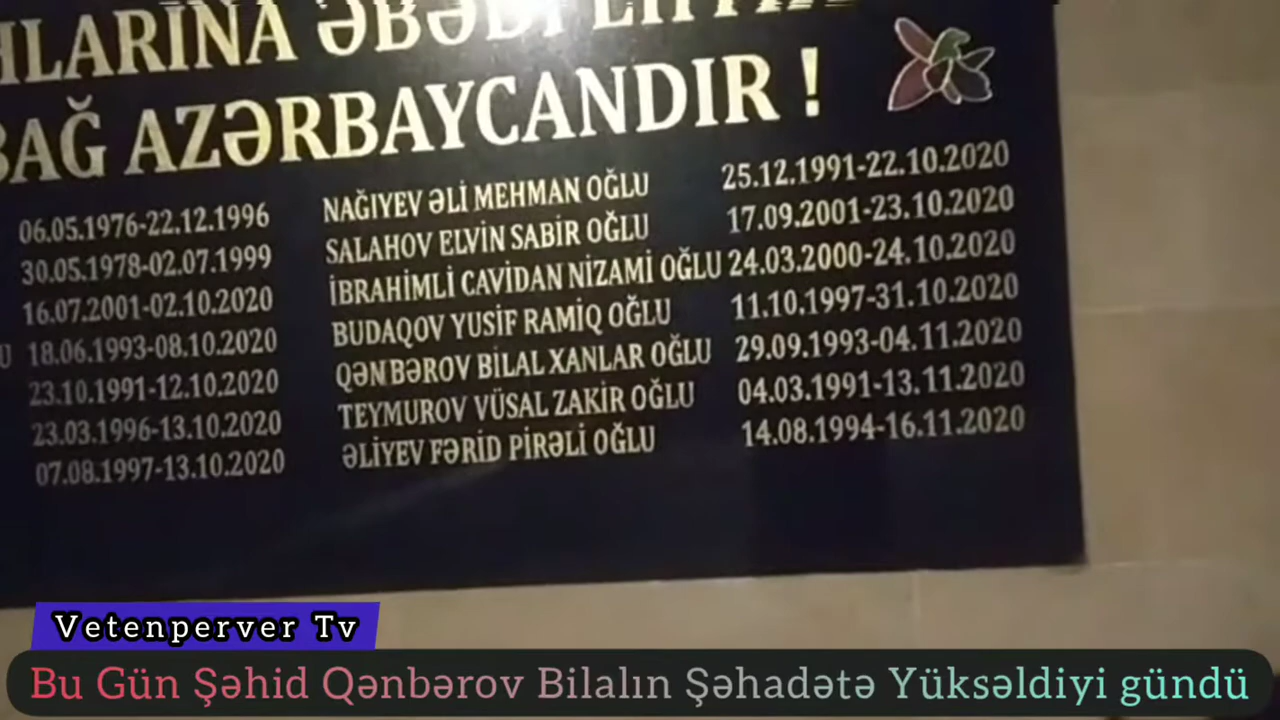 ƏBƏDİ
AZƏRBAYCANDIR !
06.05.1976-22.12.1996
30.05.1978-02.07.1999
16.07.2001-02.10.2020
18.06.1993-08.10.2020
23.10.1991-12.10.2020
23.03.1996-13.10.2020
07.08.1997-13.10.2020
NAĞIYEV ƏLİ MEHMAN OĞLU 25.12.1991-22.10.2020
SALAHOV ELVİN SABİR OĞLU 17.09.2001-23.10.2020
İBRAHİMLİ CAVİDAN NİZAMİ OĞLU 24.03.2000-24.10.2020
BUDAQOV YUSİF RAMİQ OĞLU 11.10.1997-31.10.2020
QƏNBƏROV BİLAL XANLAR OĞLU 29.09.1993-04.11.2020
TEYMUROV VÜSAL ZAKİR OĞLU 04.03.1991-13.11.2020
ƏLİYEV FƏRİD PİRƏLİ OĞLU 14.08.1994-16.11.2020
Vetenperver Tv
Bu Gün Şəhid Qənbərov Bilalın Şəhadətə Yüksəldiyi gündü